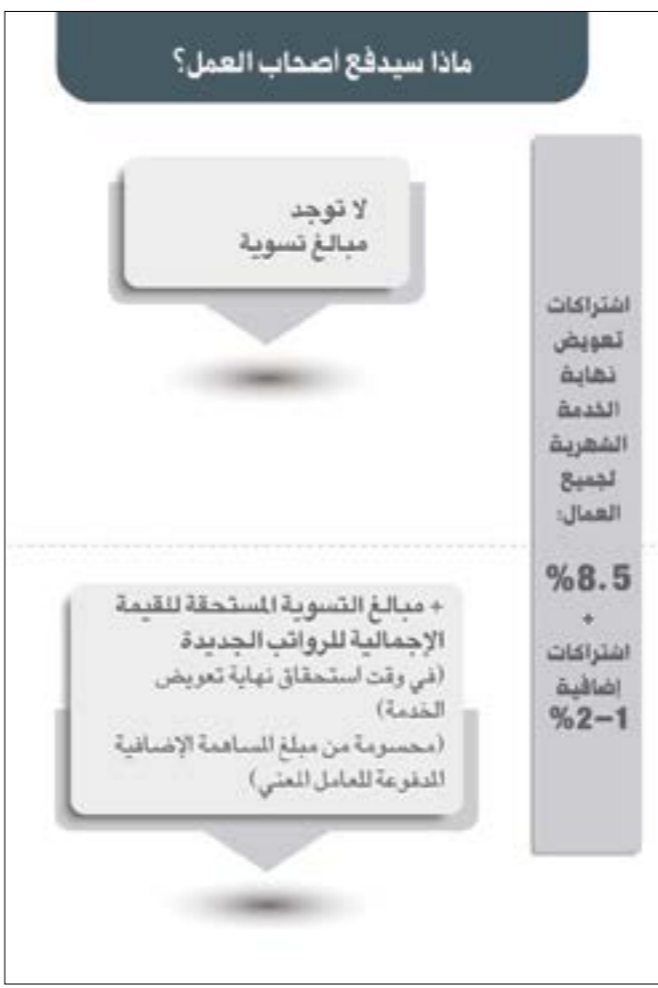 ماذا سيدفع اصحاب العمل؟
اشتراكات
تعويض
نهاية
الخدمة
الشهرية
لجميع
العمال:
%8.5
+
اشتراكات
إضافية
%2–1
لا توجد
مبالغ تسوية
+ مبالغ التسوية المستحقة للقيمة
الإجمالية للرواتب الجديدة
(في وقت استحقاق نهاية تعويض
الخدمة)
(محسومة من مبلغ المساهمة الإضافية
المدفوعة للعامل المعني)